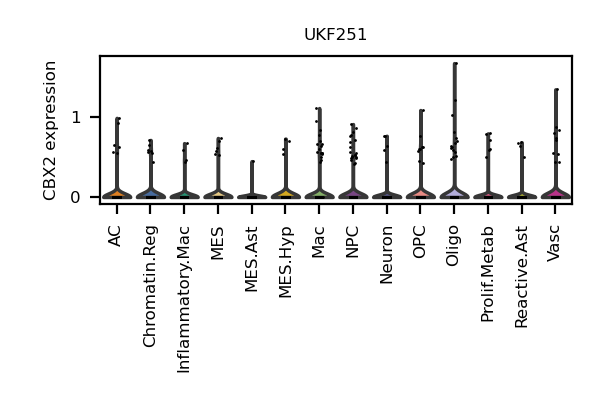 UKF251
CBX2 expression
1
0
AC
Chromatin.Reg
Inflammatory.Mac
MES
MES.Ast
MES.Hyp
Mac
NPC
Neuron
OPC
Oligo
Prolif.Metab
Reactive.Ast
Vasc